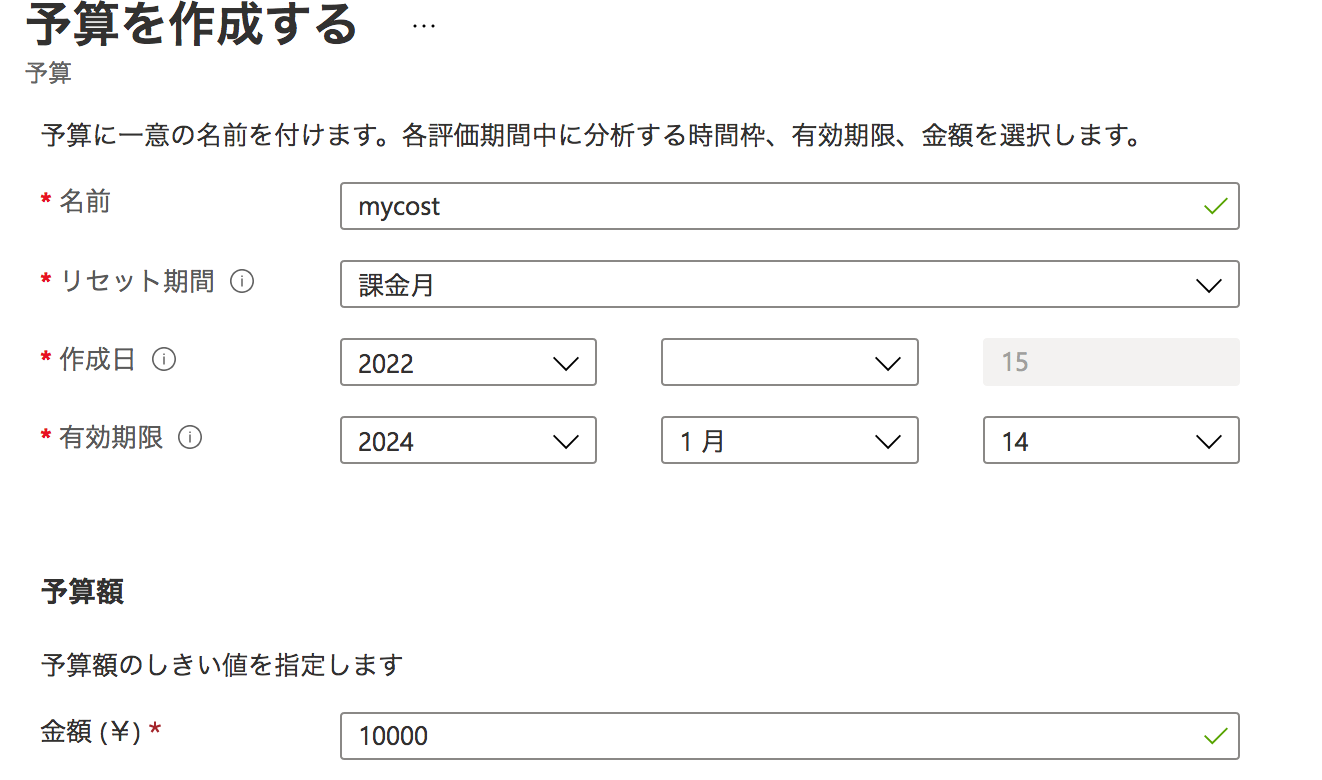 予算を作成する ...
予算
予算に一意の名前を付けます。各評価期間中に分析する時間枠、有効期限、金額を選択します。
* 名前 mycost
* リセット期間 課金月
* 作成日 2022 15
* 有効期限 2024 1 月 14
予算額
予算額のしきい値を指定します
金額 (¥) * 10000